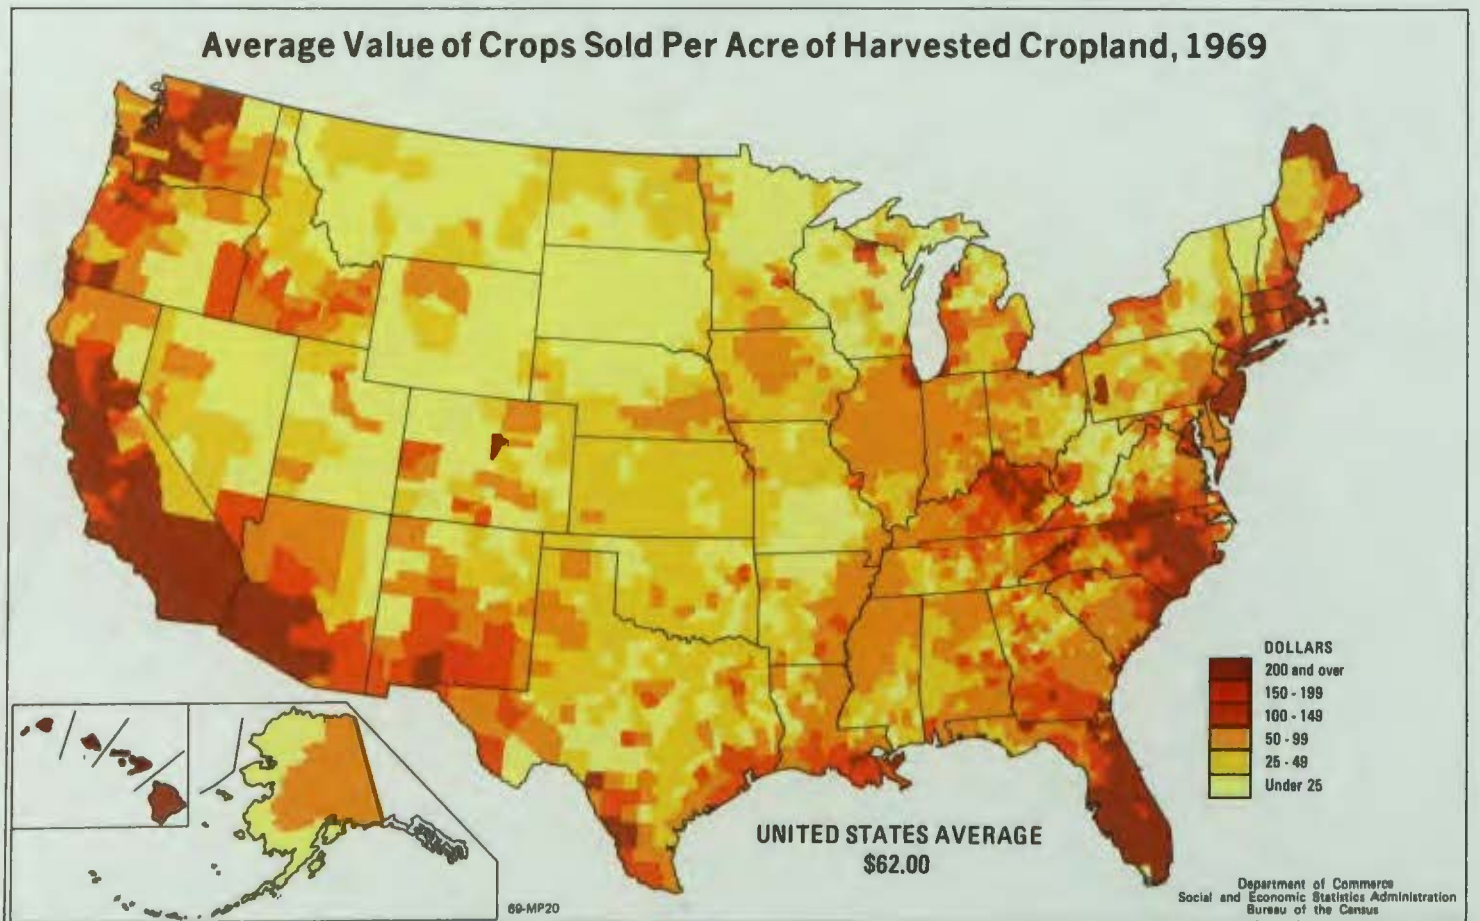 Average Value of Crops Sold Per Acre of Harvested Cropland, 1969
DOLLARS
200 and over
150 - 199
100 - 149
50 - 99
25 - 49
Under 25
UNITED STATES AVERAGE
$62.00
69-MP20
Department of Commerce
Social and Economic Statistics Administration
Bureau of the Census